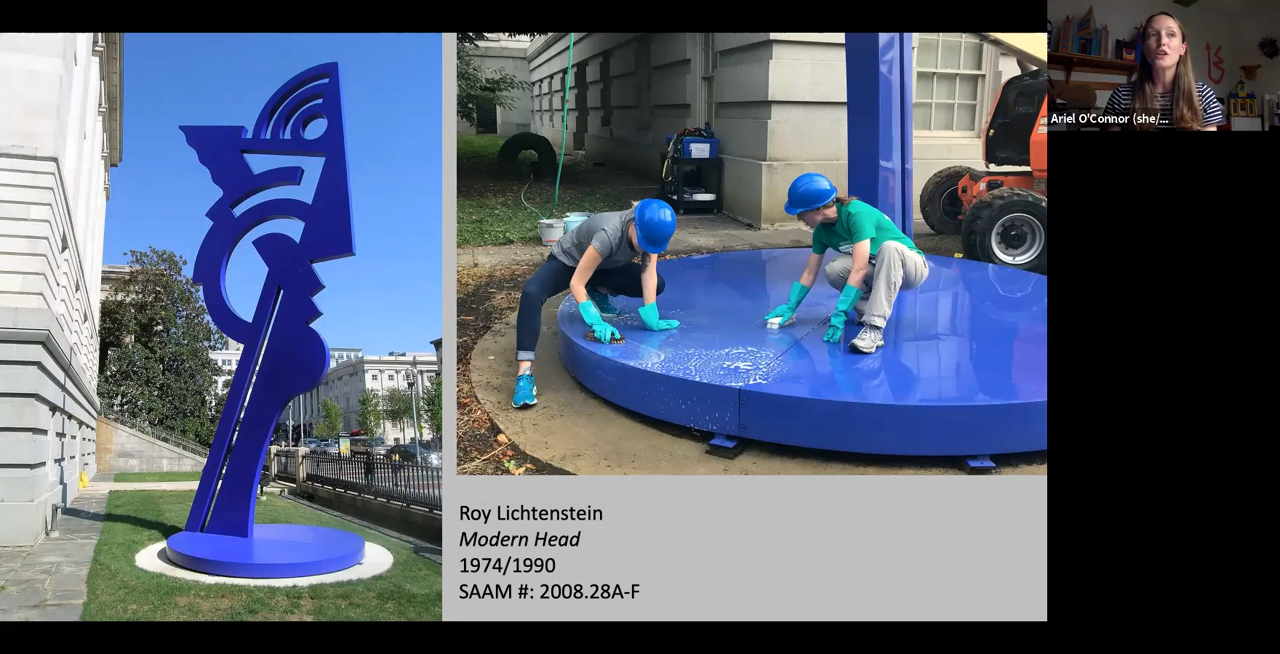 Ariel O'Connor (she/...
Roy Lichtenstein
Modern Head
1974/1990
SAAM #: 2008.28A-F